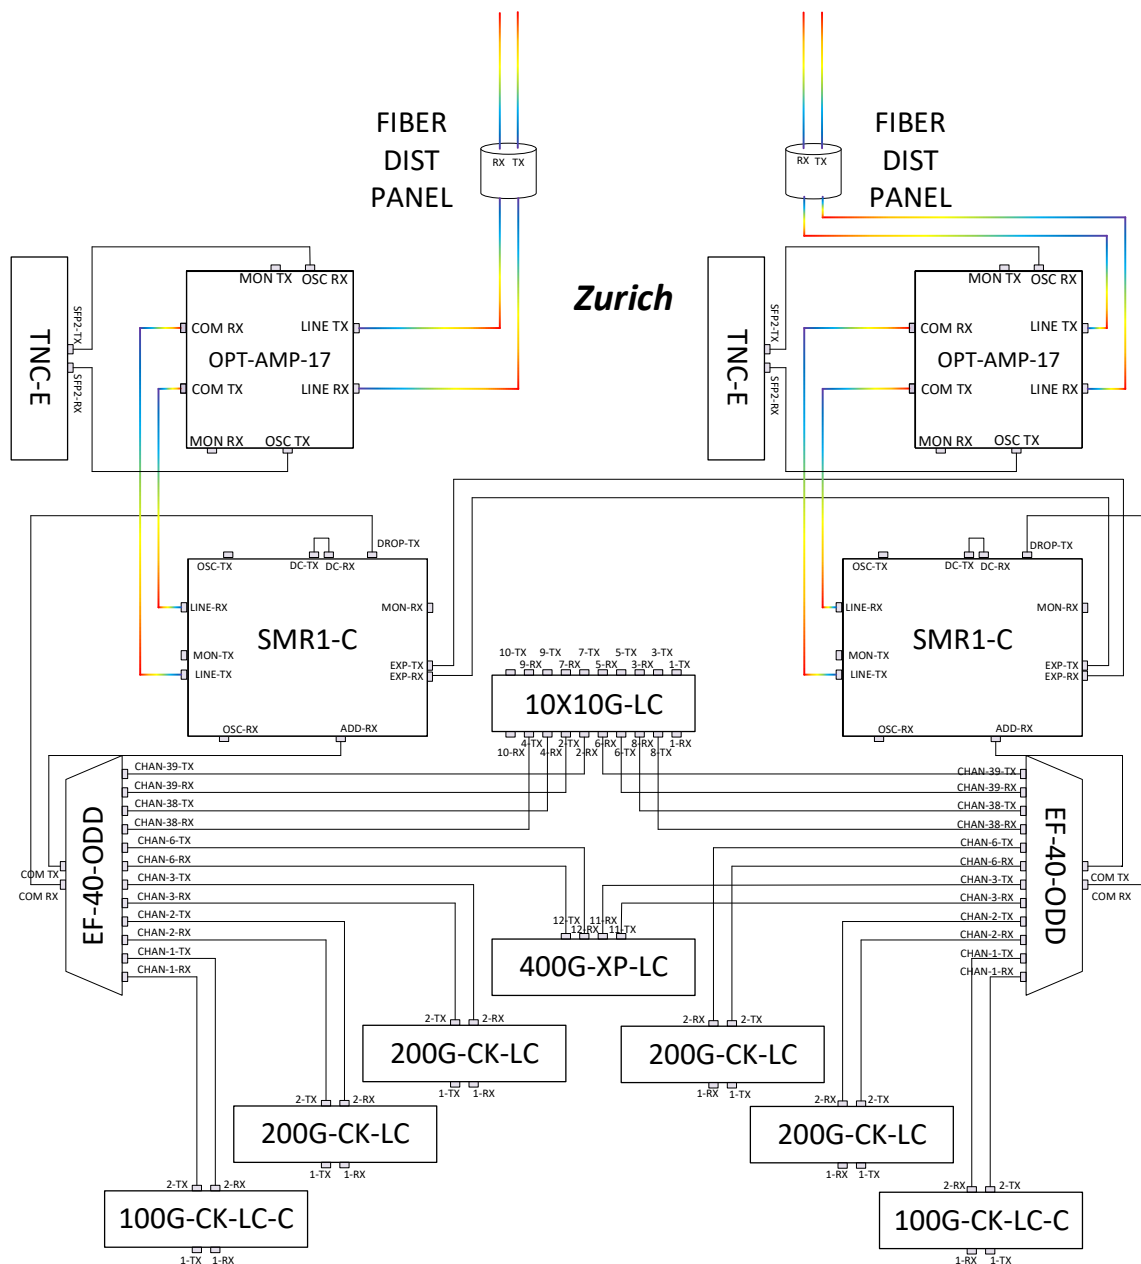 FIBER
DIST
PANEL
RX TX
FIBER
DIST
PANEL
RX TX
Zurich
TNC-E
SFP2-TX
SFP2-RX
MON TX
OSC RX
COM RX
LINE TX
OPT-AMP-17
COM TX
LINE RX
MON RX
OSC TX
TNC-E
SFP2-TX
SFP2-RX
MON TX
OSC RX
COM RX
LINE TX
OPT-AMP-17
COM TX
LINE RX
MON RX
OSC TX
DROP-TX
OSC-TX
DC-TX
DC-RX
LINE-RX
MON-RX
SMR1-C
MON-TX
LINE-TX
EXP-TX
EXP-RX
OSC-RX
ADD-RX
DROP-TX
OSC-TX
DC-TX
DC-RX
LINE-RX
MON-RX
SMR1-C
MON-TX
LINE-TX
EXP-TX
EXP-RX
OSC-RX
ADD-RX
10-TX 9-TX 7-TX 5-TX 3-TX
9-RX 7-RX 5-RX 3-RX 1-TX
10X10G-LC
4-TX 2-TX 6-RX 8-RX 1-RX
10-RX 4-RX 2-RX 6-TX 8-TX
EF-40-ODD
COM TX
COM RX
CHAN-39-TX
CHAN-39-RX
CHAN-38-TX
CHAN-38-RX
CHAN-6-TX
CHAN-6-RX
CHAN-3-TX
CHAN-3-RX
CHAN-2-TX
CHAN-2-RX
CHAN-1-TX
CHAN-1-RX
CHAN-39-TX
CHAN-39-RX
CHAN-38-TX
CHAN-38-RX
CHAN-6-TX
CHAN-6-RX
CHAN-3-TX
CHAN-3-RX
CHAN-2-TX
CHAN-2-RX
CHAN-1-TX
CHAN-1-RX
EF-40-ODD
COM TX
COM RX
12-TX 11-RX
12-RX 11-TX
400G-XP-LC
2-TX 2-RX
200G-CK-LC
1-TX 1-RX
2-RX 2-TX
200G-CK-LC
1-RX 1-TX
2-TX 2-RX
200G-CK-LC
1-TX 1-RX
2-RX 2-TX
200G-CK-LC
1-RX 1-TX
2-TX 2-RX
100G-CK-LC-C
1-TX 1-RX
2-RX 2-TX
100G-CK-LC-C
1-RX 1-TX